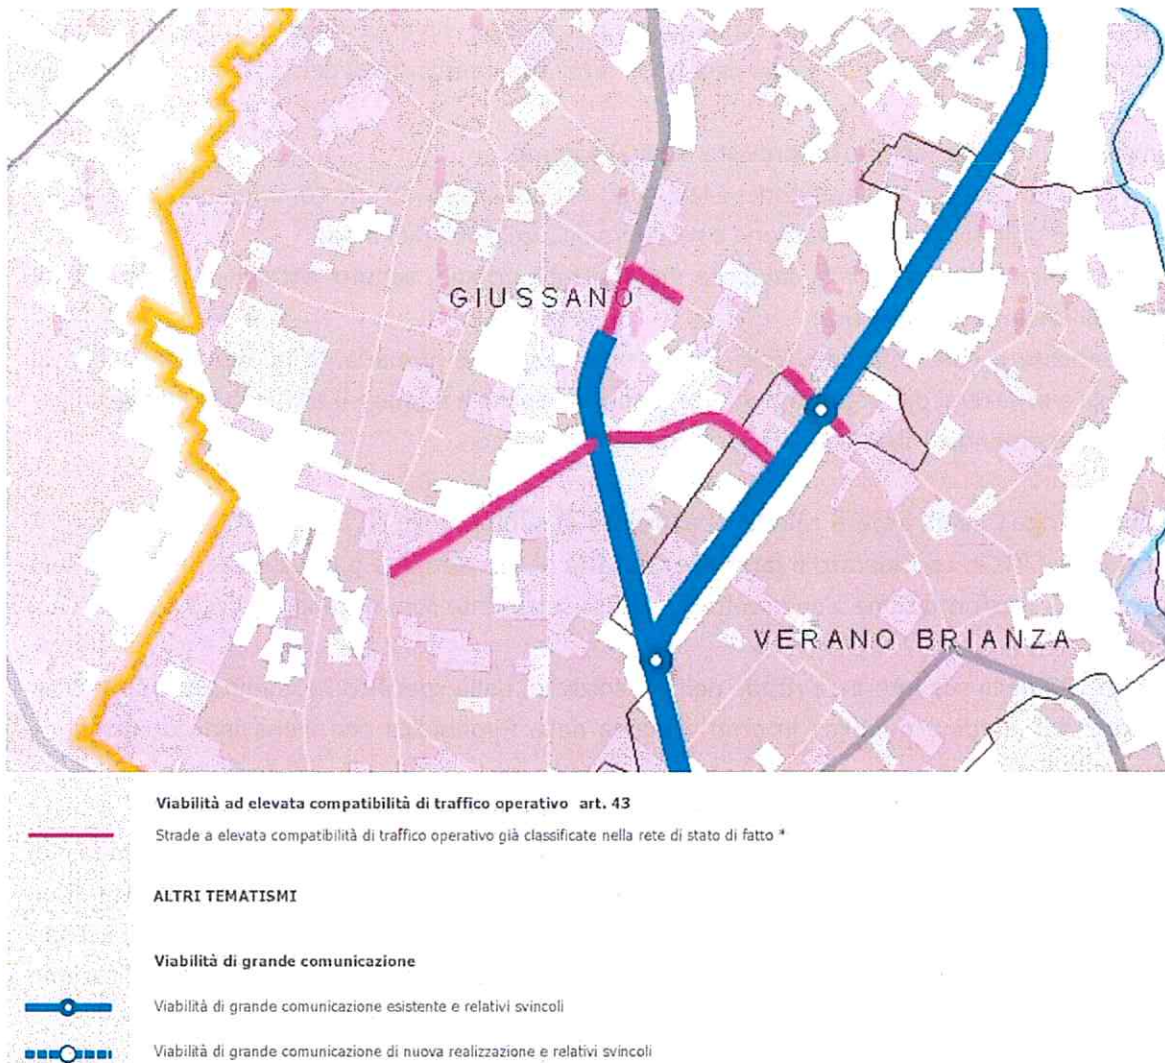 GIUSSANO
VERANO BRIANZA
Viabilità ad elevata compatibilità di traffico operativo art. 43
Strade a elevata compatibilità di traffico operativo già classificate nella rete di stato di fatto *
ALTRI TEMATISMI
Viabilità di grande comunicazione
Viabilità di grande comunicazione esistente e relativi svincoli
Viabilità di grande comunicazione di nuova realizzazione e relativi svincoli